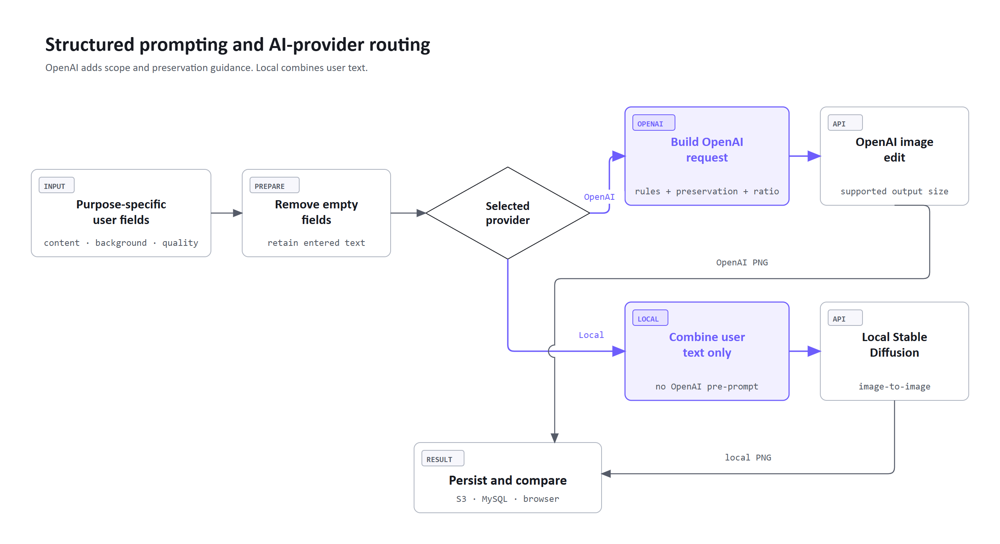 Structured prompting and AI-provider routing
OpenAI adds scope and preservation guidance. Local combines user text.
INPUT
Purpose-specific
user fields
content · background · quality
PREPARE
Remove empty
fields
retain entered text
Selected
provider
OpenAI
OPENAI
Build OpenAI
request
rules + preservation + ratio
API
OpenAI image
edit
supported output size
OpenAI PNG
Local
LOCAL
Combine user
text only
no OpenAI pre-prompt
API
Local Stable
Diffusion
image-to-image
local PNG
RESULT
Persist and compare
S3 · MySQL · browser